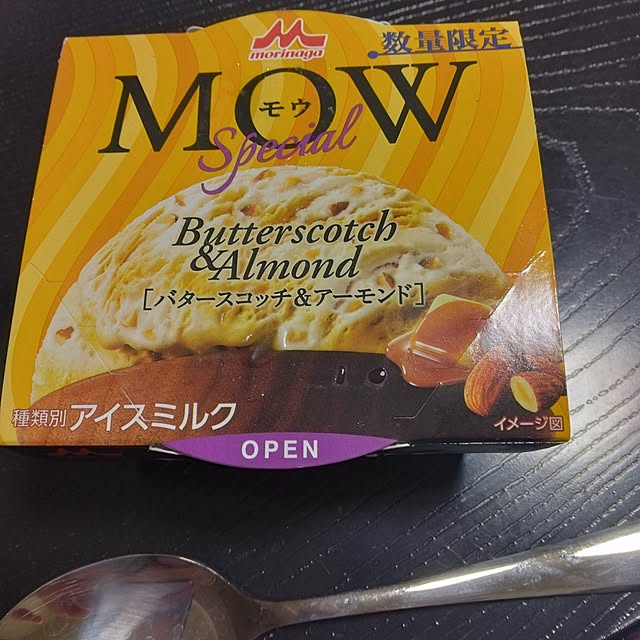 morinaga
数量限定
MOW
モウ
Special
Butterscotch
&Almond
[バタースコッチ&アーモンド]
種類別 アイスミルク
イメージ図
OPEN